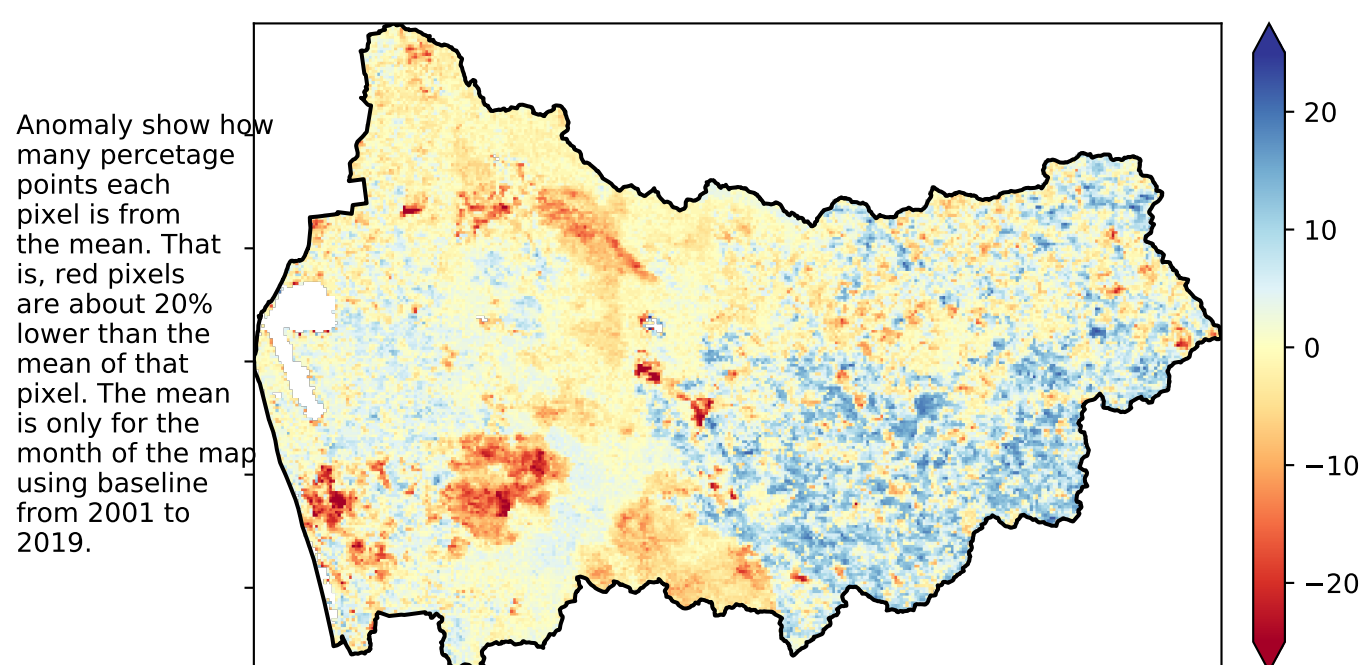 Anomaly show how
many percetage
points each
pixel is from
the mean. That
is, red pixels
are about 20%
lower than the
mean of that
pixel. The mean
is only for the
month of the map
using baseline
from 2001 to
2019.
20
10
0
−10
−20